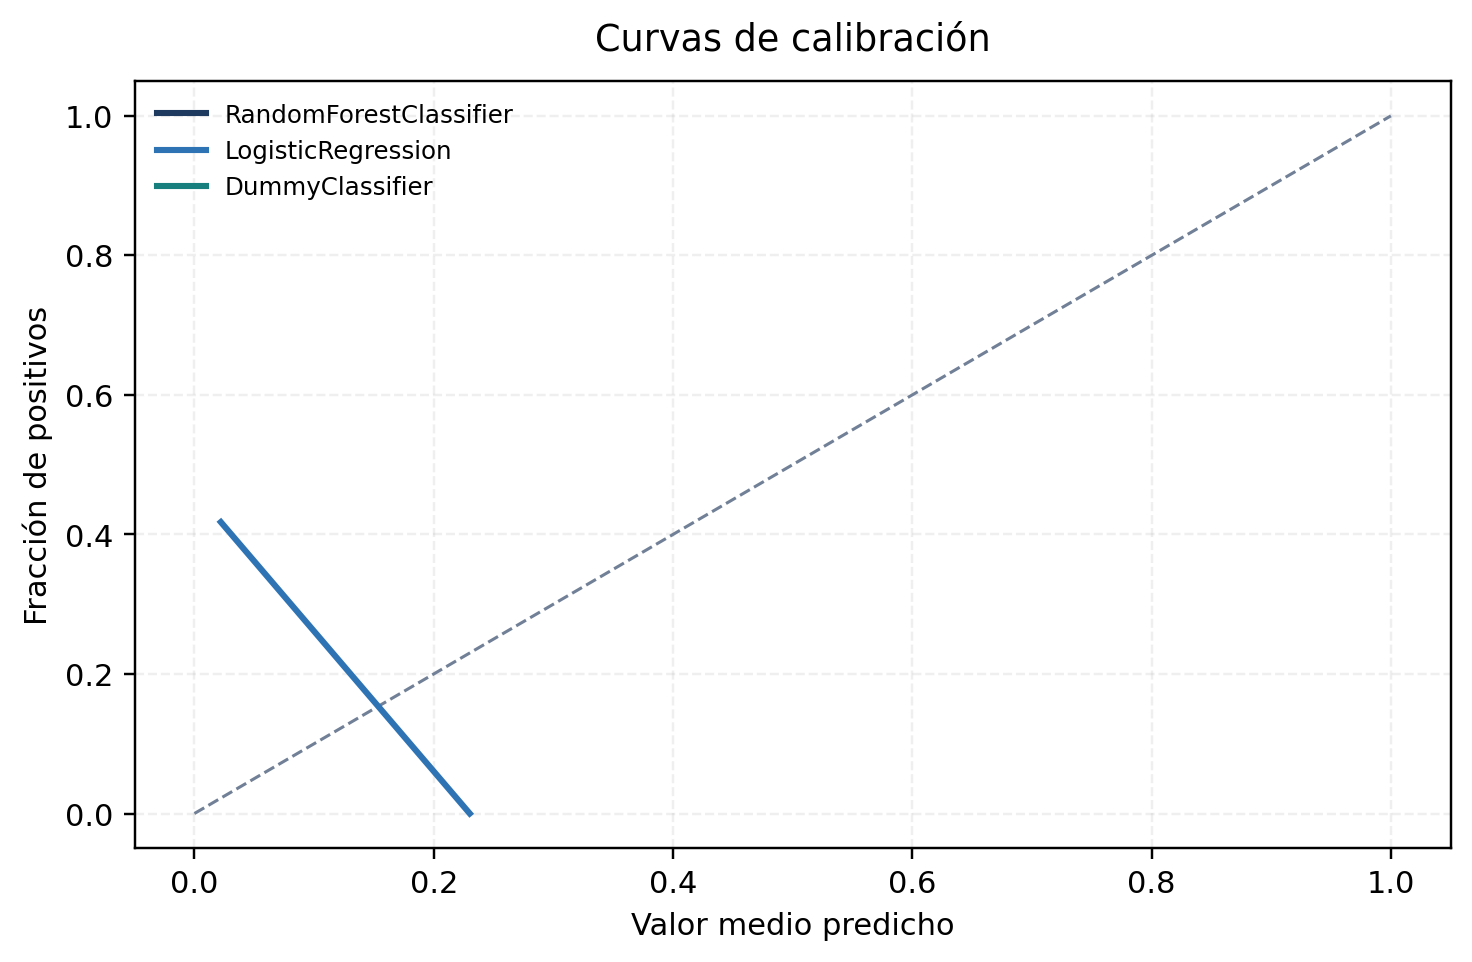 Curvas de calibración
RandomForestClassifier
LogisticRegression
DummyClassifier
Fracción de positivos
1.0
0.8
0.6
0.4
0.2
0.0
0.0 0.2 0.4 0.6 0.8 1.0
Valor medio predicho